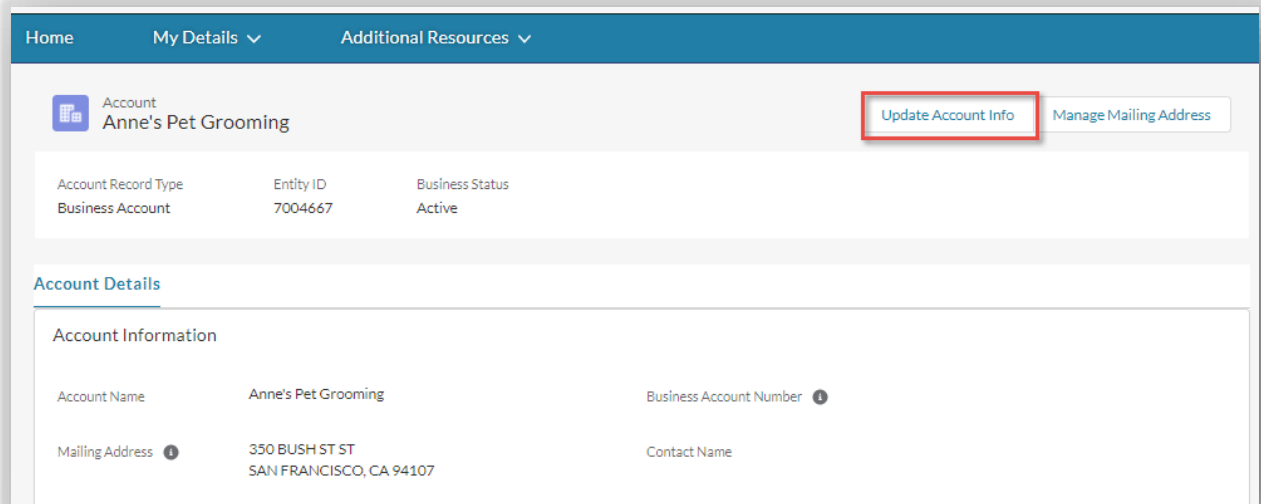 Home My Details Additional Resources
Account
Anne's Pet Grooming
Update Account Info Manage Mailing Address
Account Record Type Entity ID Business Status
Business Account 7004667 Active
Account Details
Account Information
Account Name Anne's Pet Grooming Business Account Number
Mailing Address 350 BUSH ST ST Contact Name
SAN FRANCISCO, CA 94107